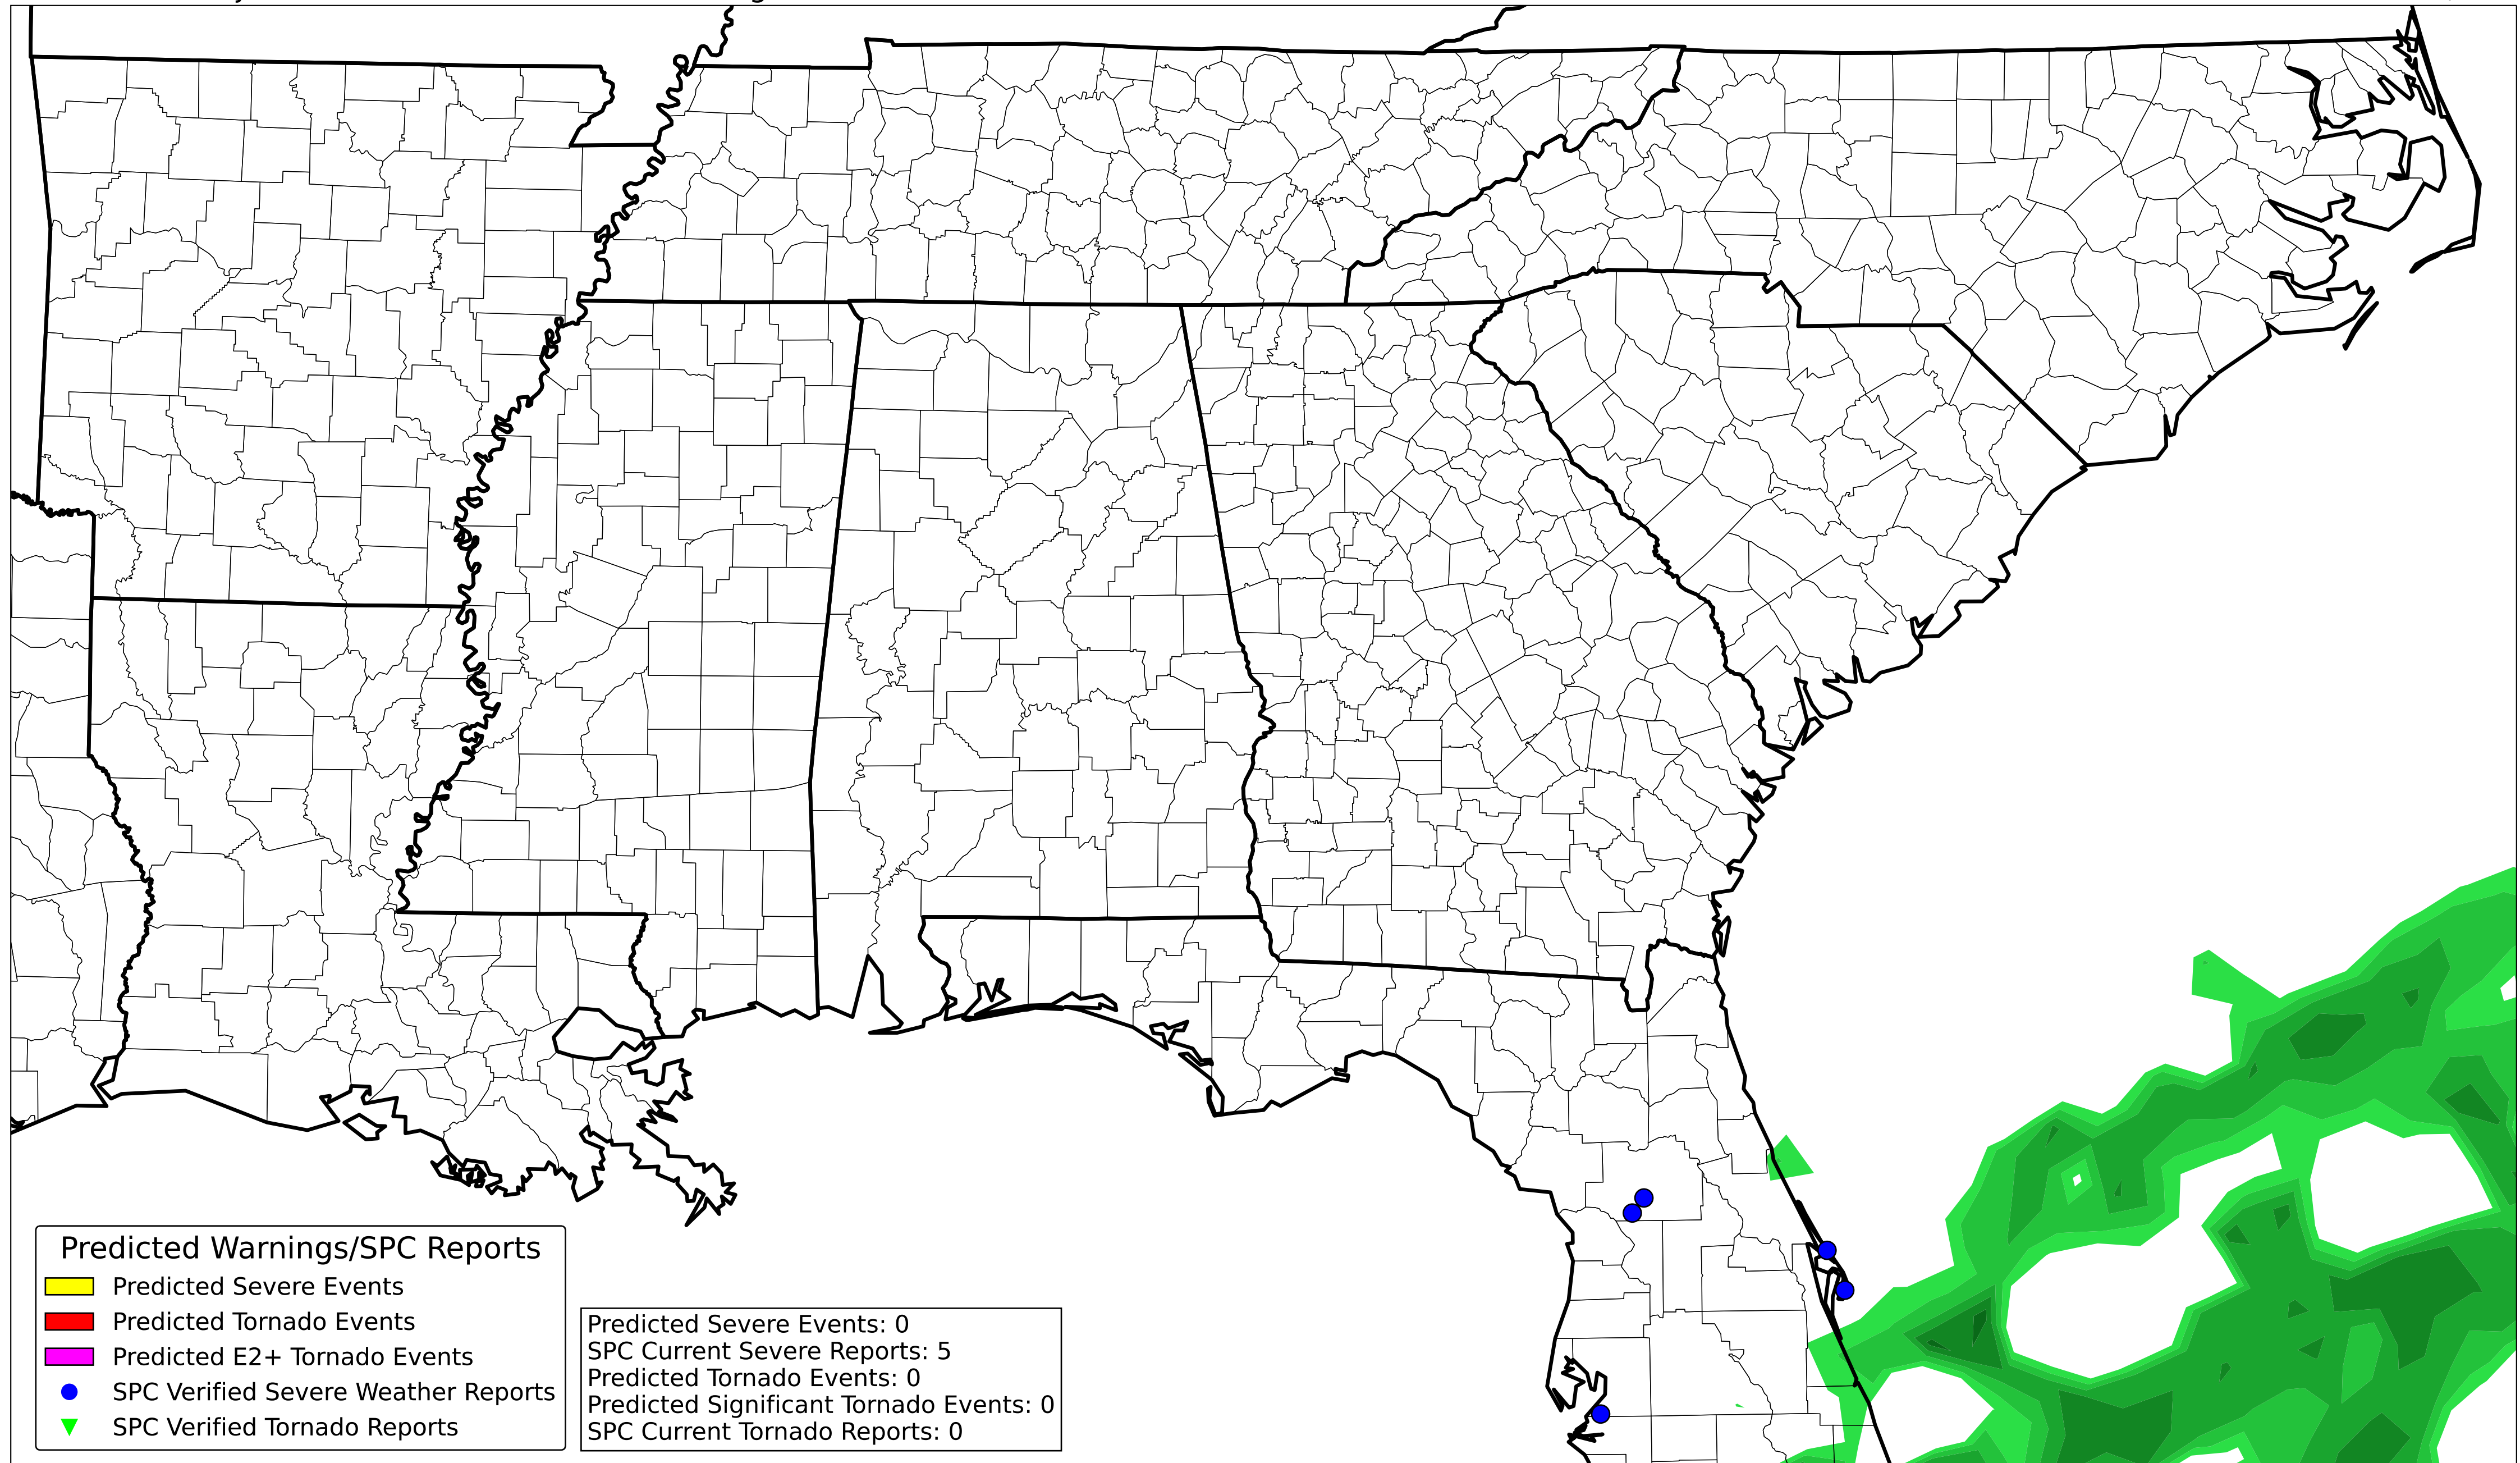 Predicted Warnings/SPC Reports
Predicted Severe Events
Predicted Tornado Events
Predicted E2+ Tornado Events
SPC Verified Severe Weather Reports
SPC Verified Tornado Reports
Predicted Severe Events: 0
SPC Current Severe Reports: 5
Predicted Tornado Events: 0
Predicted Significant Tornado Events: 0
SPC Current Tornado Reports: 0